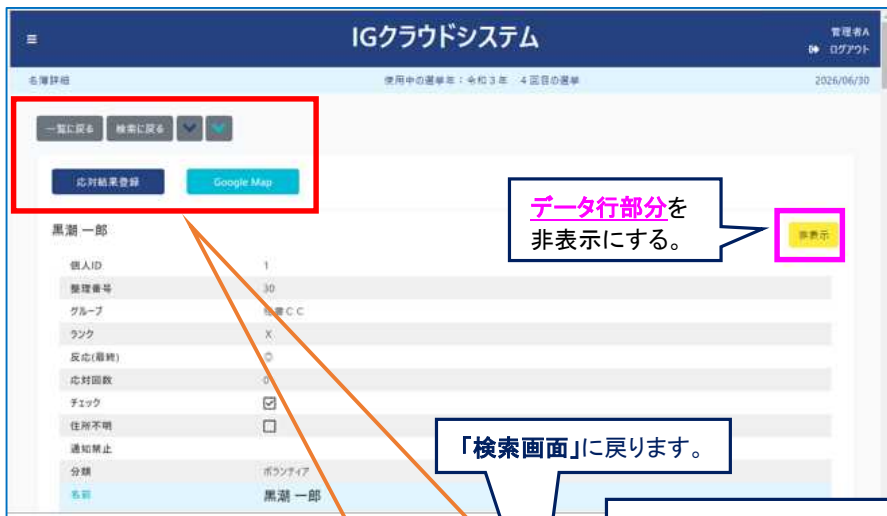 ≡ IGクラウドシステム 管理者A
ログアウト
名簿詳細 使用中の選挙年：令和３年 ４回目の選挙 2026/06/30
一覧に戻る 検索に戻る
応対結果登録 Google Map
データ行部分を
非表示にする。
黒潮 一郎 非表示
個人ID 1
整理番号 30
グループ ＣＣ
ランク X
反応(最終) ◎
応対回数 0
チェック ☑
住所不明 ☐
通知禁止
「検索画面」に戻ります。
分類 ボランティア
名前 黒潮 一郎